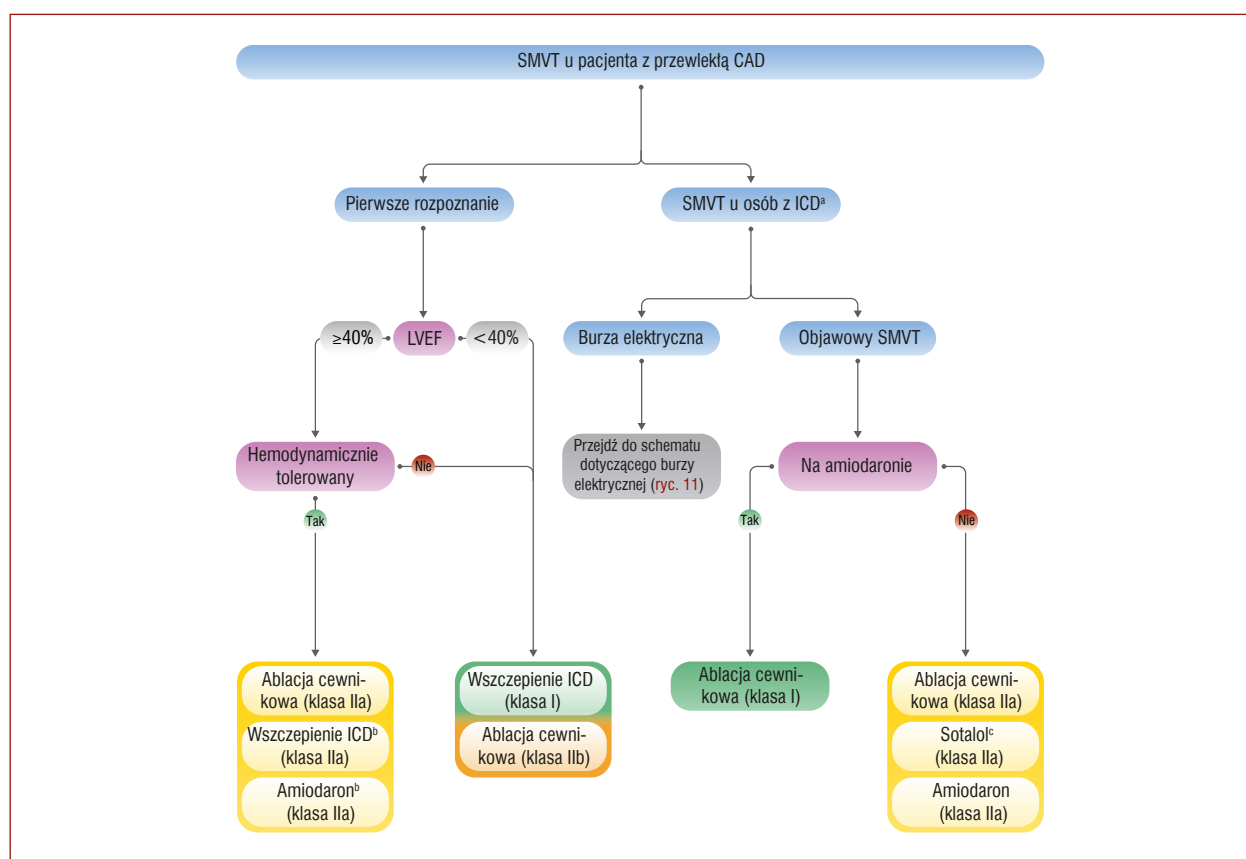 SMVT u pacjenta z przewlekłą CAD
Pierwsze rozpoznanie
SMVT u osób z ICDᵃ
≥40%
LVEF
<40%
Burza elektryczna
Objawowy SMVT
Hemodynamicznie
tolerowany
Nie
Tak
Przejdź do schematu
dotyczącego burzy
elektrycznej (ryc. 11)
Na amiodaronie
Tak
Nie
Ablacja cewni-
kowa (klasa IIa)
Wszczepienie ICDᵇ
(klasa IIa)
Amiodaronᵇ
(klasa IIa)
Wszczepienie ICD
(klasa I)
Ablacja cewni-
kowa (klasa IIb)
Ablacja cewni-
kowa (klasa I)
Ablacja cewni-
kowa (klasa IIa)
Sotalolᶜ
(klasa IIa)
Amiodaron
(klasa IIa)